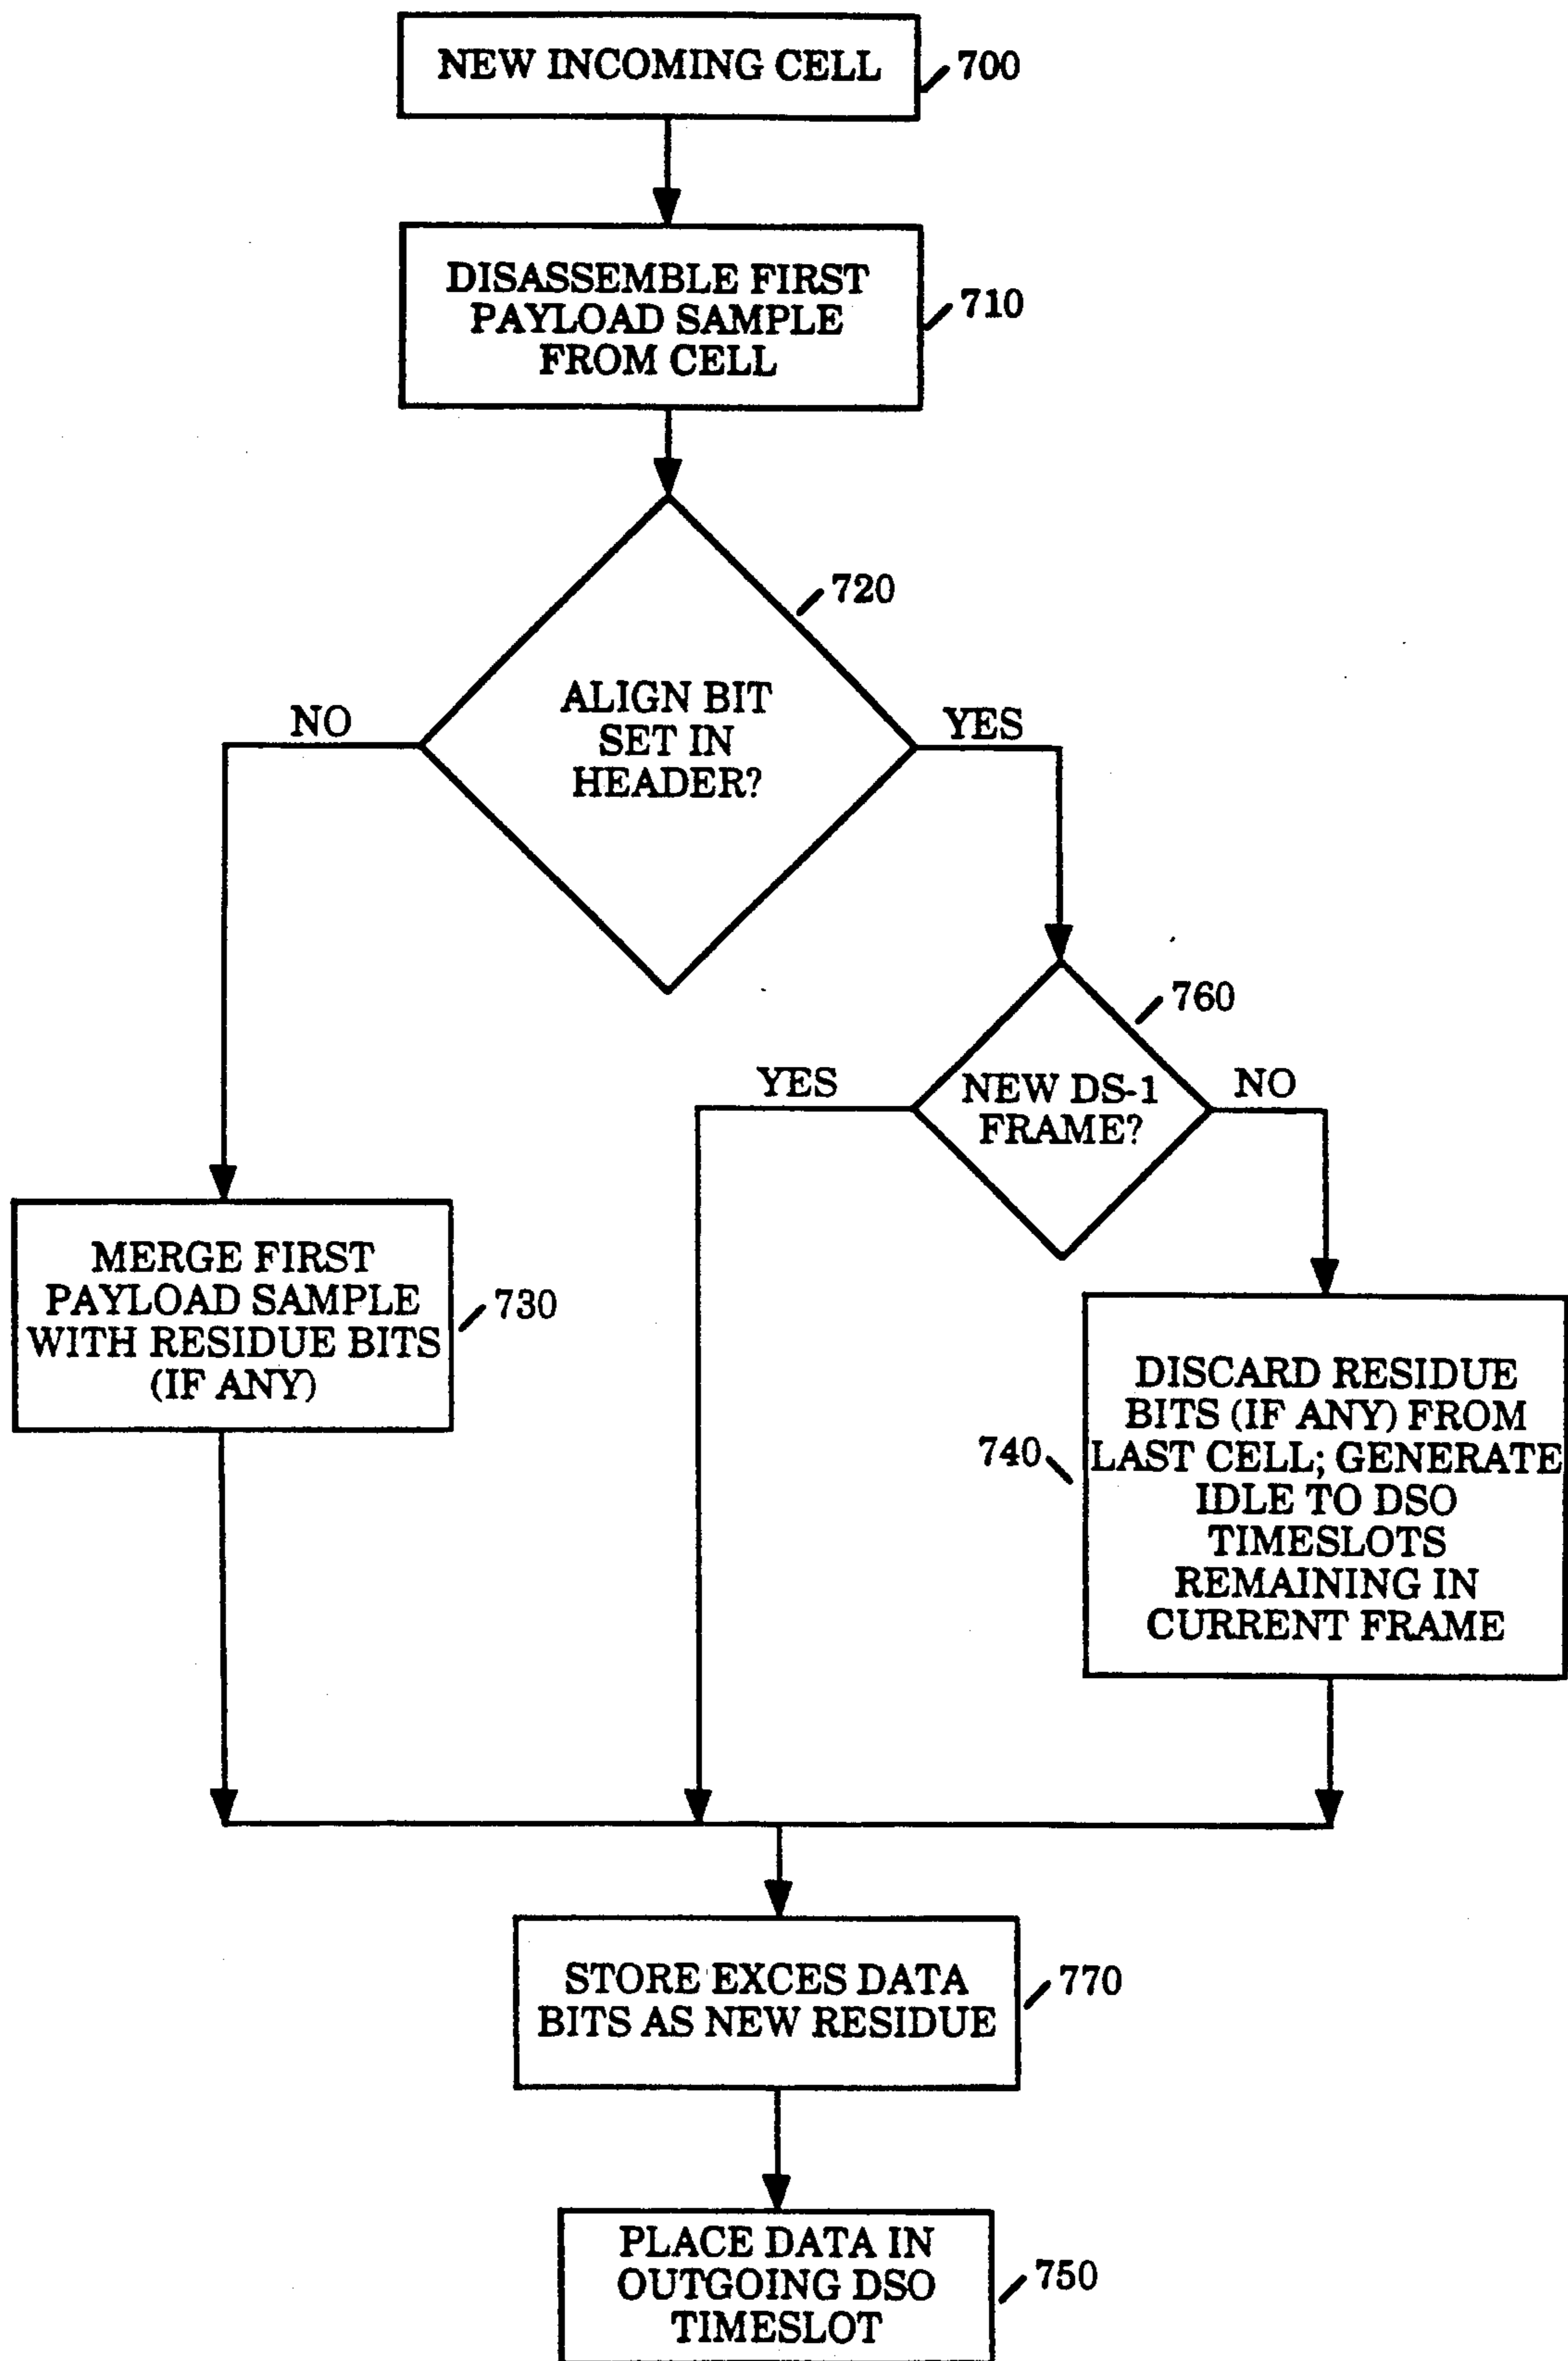 NEW INCOMING CELL
700
DISASSEMBLE FIRST
PAYLOAD SAMPLE
FROM CELL
710
720
ALIGN BIT
SET IN
HEADER?
NO
YES
760
NEW DS-1
FRAME?
YES
NO
MERGE FIRST
PAYLOAD SAMPLE
WITH RESIDUE BITS
(IF ANY)
730
DISCARD RESIDUE
BITS (IF ANY) FROM
LAST CELL; GENERATE
IDLE TO DSO
TIMESLOTS
REMAINING IN
CURRENT FRAME
740
STORE EXCES DATA
BITS AS NEW RESIDUE
770
PLACE DATA IN
OUTGOING DSO
TIMESLOT
750